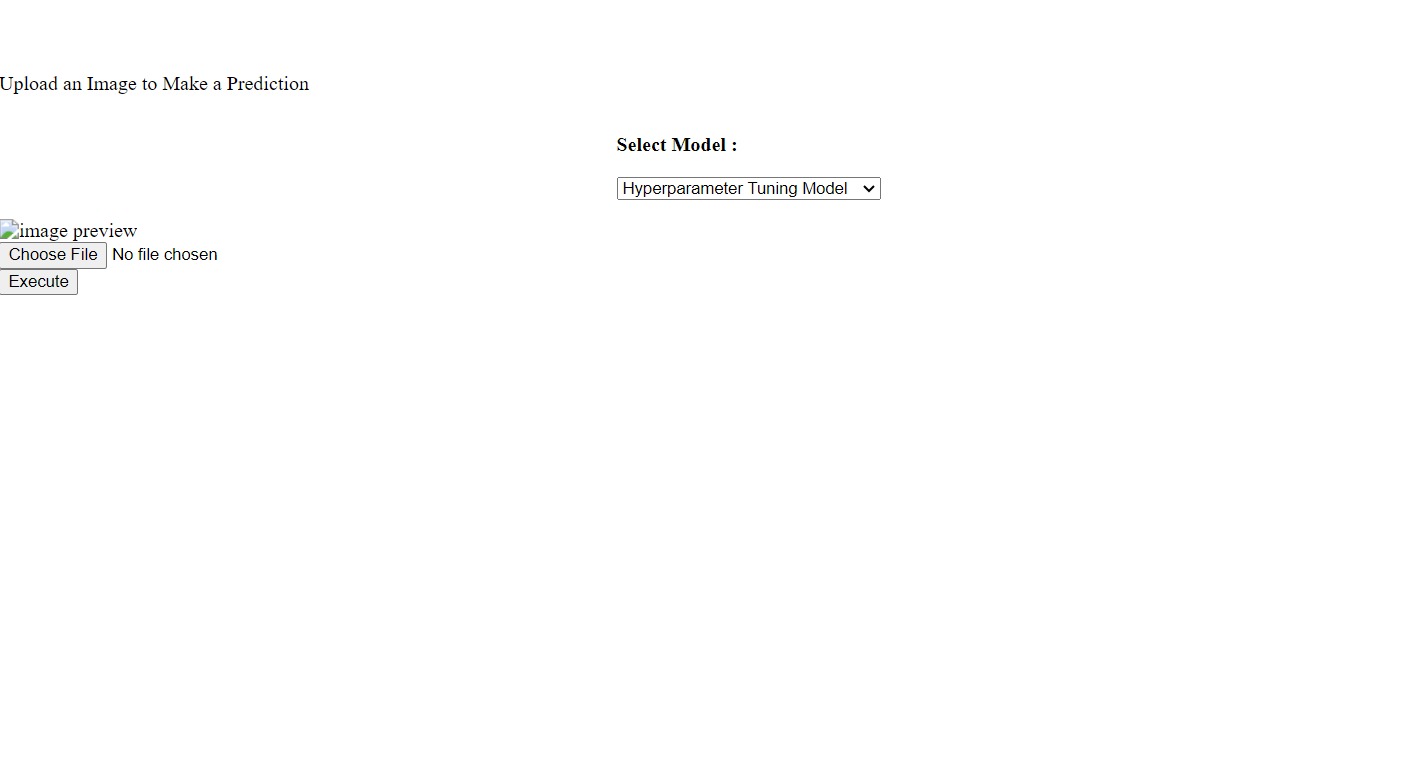 Upload an Image to Make a Prediction
Select Model :
Hyperparameter Tuning Model
image preview
Choose File No file chosen
Execute